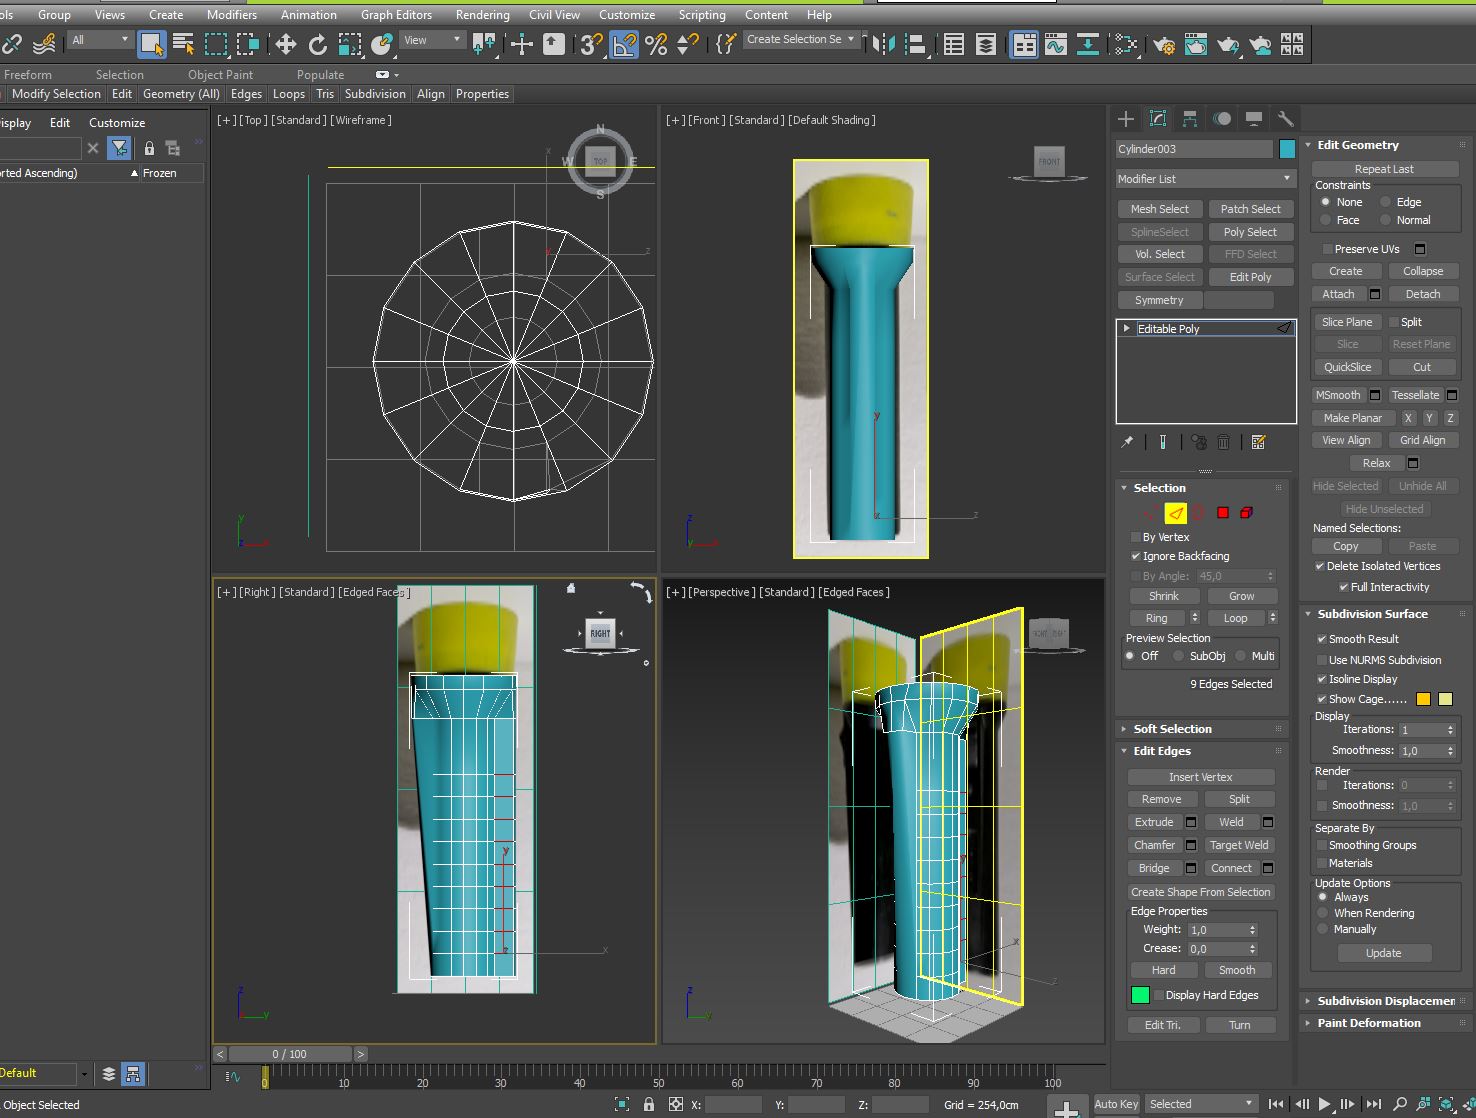 ols Group Views Create Modifiers Animation Graph Editors Rendering Civil View Customize Scripting Content Help
All View 3 Create Selection Se
Freeform Selection Object Paint Populate
Modify Selection Edit Geometry (All) Edges Loops Tris Subdivision Align Properties
isplay Edit Customize
rted Ascending) Frozen
[+] [Top] [Standard] [Wireframe]
N
W TOP E
S
x
y z
y
z x
[+] [Front] [Standard] [Default Shading]
FRONT
y
x z
z
y x
[+] [Right] [Standard] [Edged Faces]
RIGHT
y
z x
z
x y
[+] [Perspective] [Standard] [Edged Faces]
y x
z
z
y
Cylinder003
Modifier List
Mesh Select Patch Select
SplineSelect Poly Select
Vol. Select FFD Select
Surface Select Edit Poly
Symmetry
Editable Poly
Selection
By Vertex
Ignore Backfacing
By Angle: 45,0
Shrink Grow
Ring Loop
Preview Selection
Off SubObj Multi
9 Edges Selected
Soft Selection
Edit Edges
Insert Vertex
Remove Split
Extrude Weld
Chamfer Target Weld
Bridge Connect
Create Shape From Selection
Edge Properties
Weight: 1,0
Crease: 0,0
Hard Smooth
Display Hard Edges
Edit Tri. Turn
Edit Geometry
Repeat Last
Constraints
None Edge
Face Normal
Preserve UVs
Create Collapse
Attach Detach
Slice Plane Split
Slice Reset Plane
QuickSlice Cut
MSmooth Tessellate
Make Planar X Y Z
View Align Grid Align
Relax
Hide Selected Unhide All
Hide Unselected
Named Selections:
Copy Paste
Delete Isolated Vertices
Full Interactivity
Subdivision Surface
Smooth Result
Use NURMS Subdivision
Isoline Display
Show Cage......
Display
Iterations: 1
Smoothness: 1,0
Render
Iterations: 0
Smoothness: 1,0
Separate By
Smoothing Groups
Materials
Update Options
Always
When Rendering
Manually
Update
Subdivision Displacemen
Paint Deformation
< 0 / 100 >
Default
0 10 20 30 40 50 60 70 80 90 100
Object Selected X: Y: Z: Grid = 254,0cm Auto Key Selected